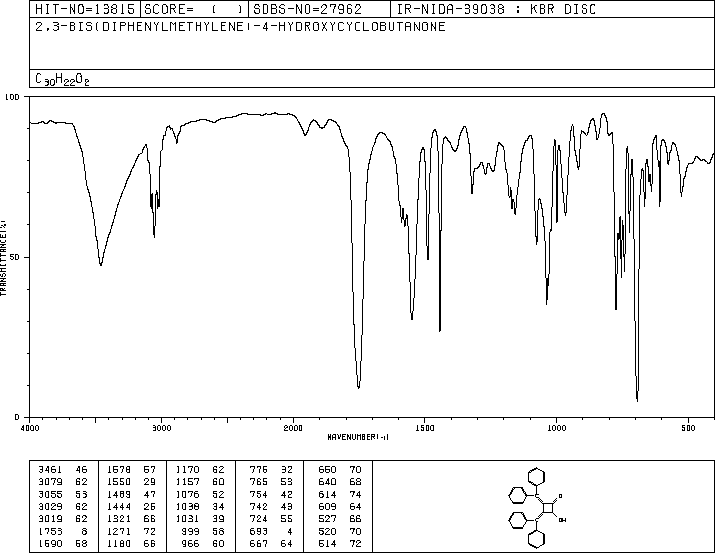 HIT-NO=13815 SCORE= ( ) SDBS-NO=27962 IR-NIDA-39038 : KBR DISC
2,3-BIS(DIPHENYLMETHYLENE)-4-HYDROXYCYCLOBUTANONE
C30H22O2
100
50
0
TRANSMITTANCE(%)
4000 3000 2000 1500 1000 500
WAVENUMBER(-1)
3461 46 1578 57 1170 62 776 32 660 70
3079 62 1550 29 1157 60 765 53 640 68
3055 53 1489 47 1076 52 754 42 614 74
3029 62 1444 26 1038 34 742 43 609 64
3019 62 1321 66 1031 39 724 55 527 66
1753 8 1271 72 999 58 693 4 520 70
1590 58 1180 66 966 60 667 64 514 72
O
OH